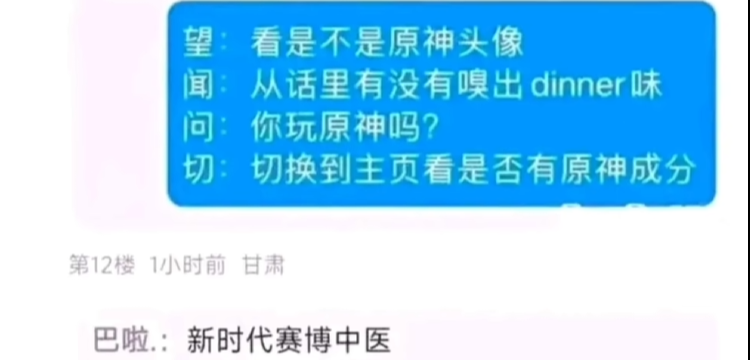 望：看是不是原神头像
闻：从话里有没有嗅出dinner味
问：你玩原神吗？
切：切换到主页看是否有原神成分
第12楼 1小时前 甘肃
巴啦.：新时代赛博中医